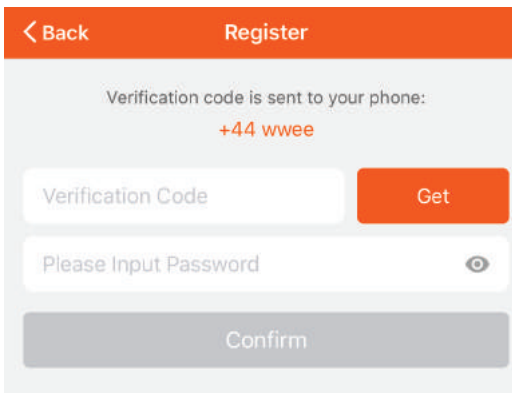 Back Register
Verification code is sent to your phone:
+44 wwee
Verification Code Get
Please Input Password
Confirm